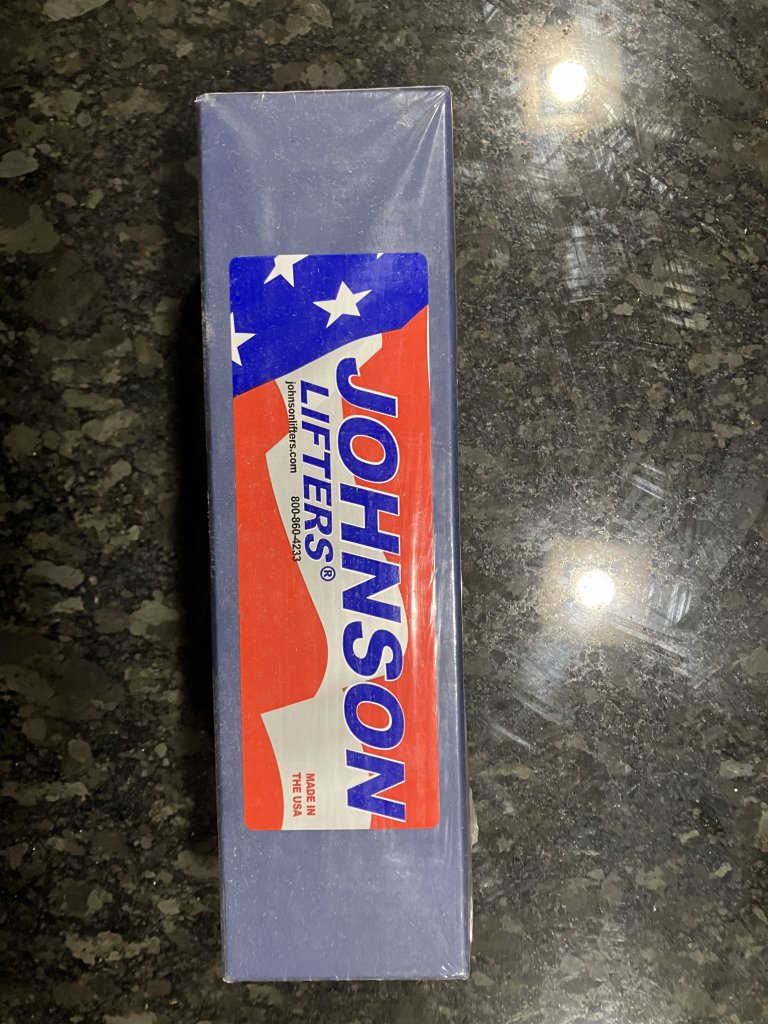 JOHNSON
LIFTERS®
johnsonlifters.com 800-860-4233
MADE IN
THE USA